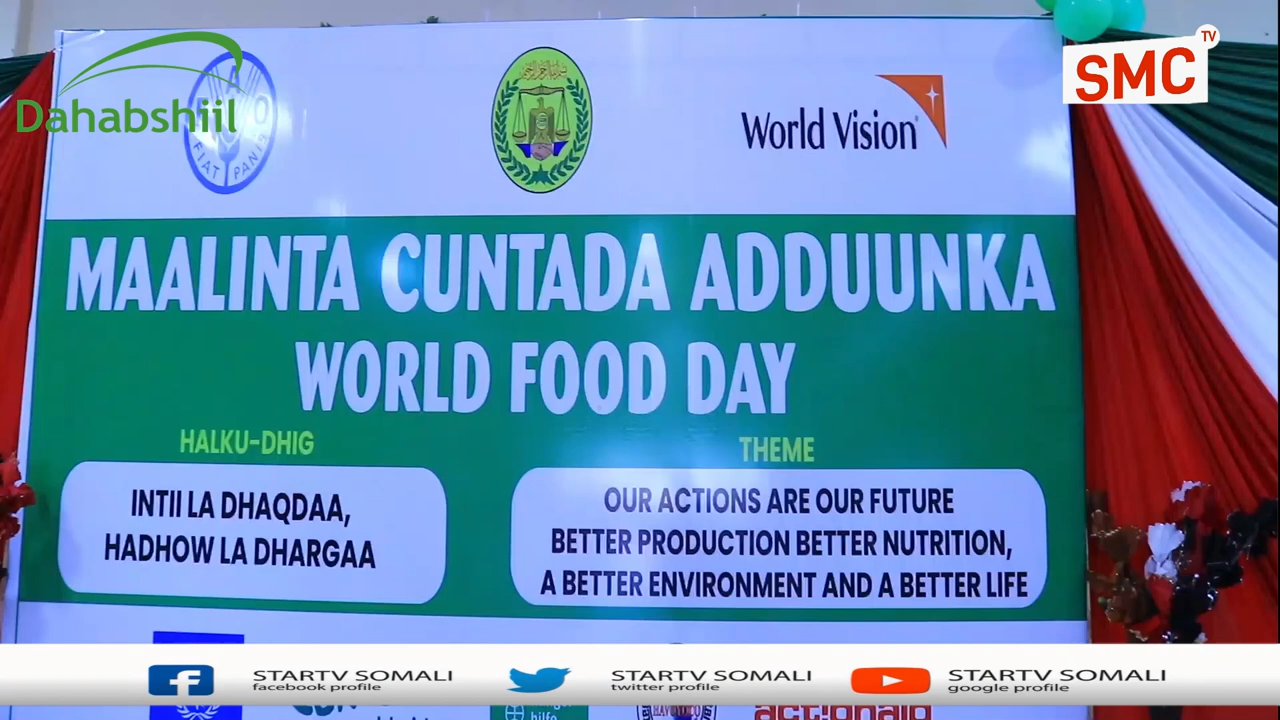 Dahabshiil
FIAT PANIS
World Vision
SMC
TV
MAALINTA CUNTADA ADDUUNKA
WORLD FOOD DAY
HALKU-DHIG
THEME
INTII LA DHAQDAA,
HADHOW LA DHARGAA
OUR ACTIONS ARE OUR FUTURE
BETTER PRODUCTION BETTER NUTRITION,
A BETTER ENVIRONMENT AND A BETTER LIFE
STARTV SOMALI
facebook profile
STARTV SOMALI
twitter profile
STARTV SOMALI
google profile
hilfe
actionaid